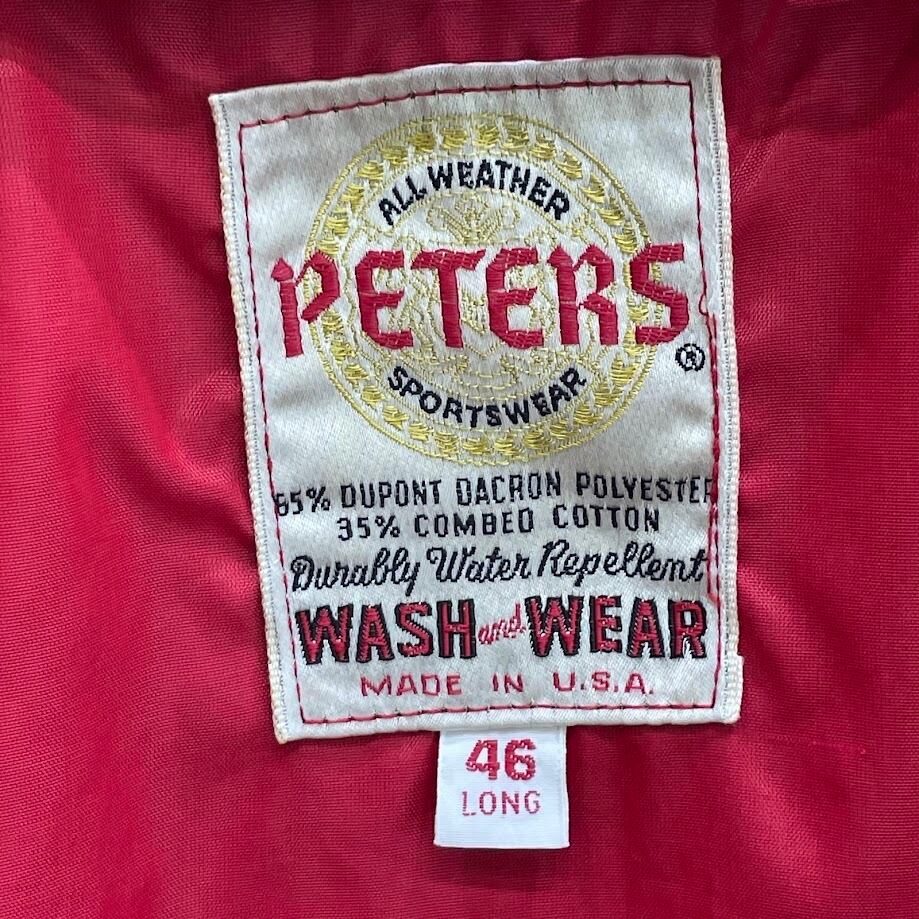 ALL WEATHER
PETERS
®
SPORTSWEAR
65% DUPONT DACRON POLYESTER
35% COMBED COTTON
Durably Water Repellent
WASH and WEAR
MADE IN U.S.A.
46
LONG